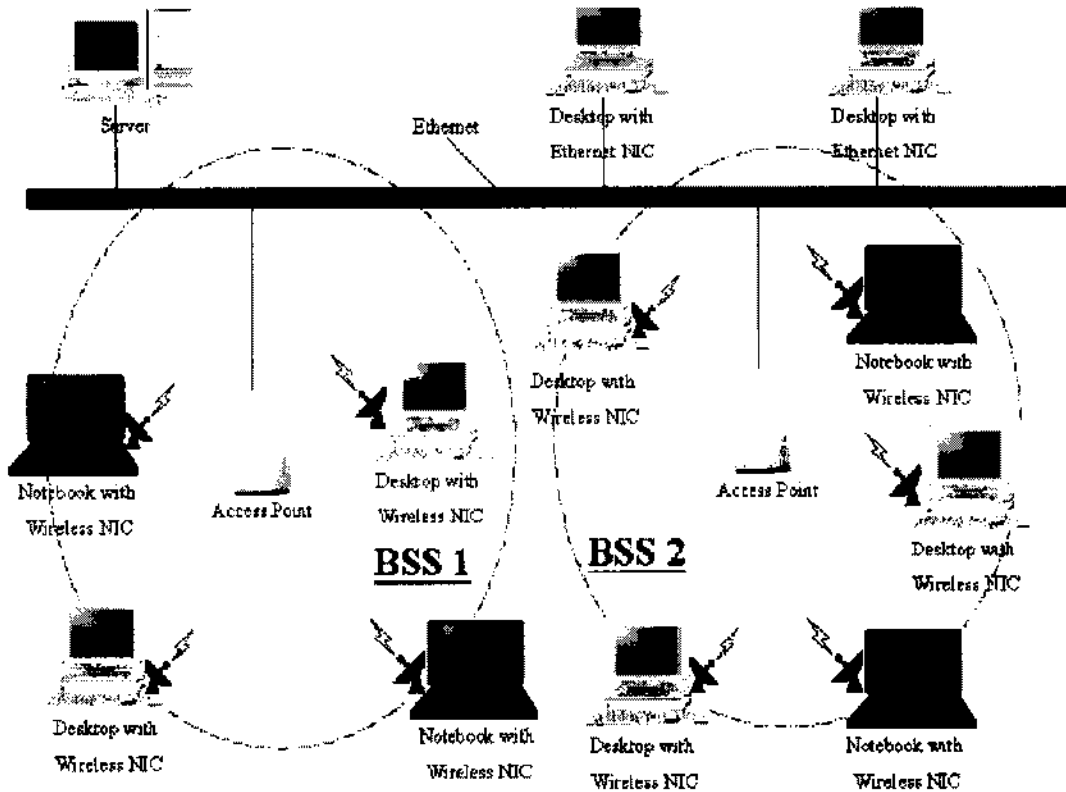 Server
Ethernet
Desktop with
Ethernet NIC
Desktop with
Ethernet NIC
Desktop with
Wireless NIC
Notebook with
Wireless NIC
Notebook with
Wireless NIC
Access Point
Desktop with
Wireless NIC
Access Point
Desktop with
Wireless NIC
BSS 1
BSS 2
Desktop with
Wireless NIC
Notebook with
Wireless NIC
Desktop with
Wireless NIC
Notebook with
Wireless NIC